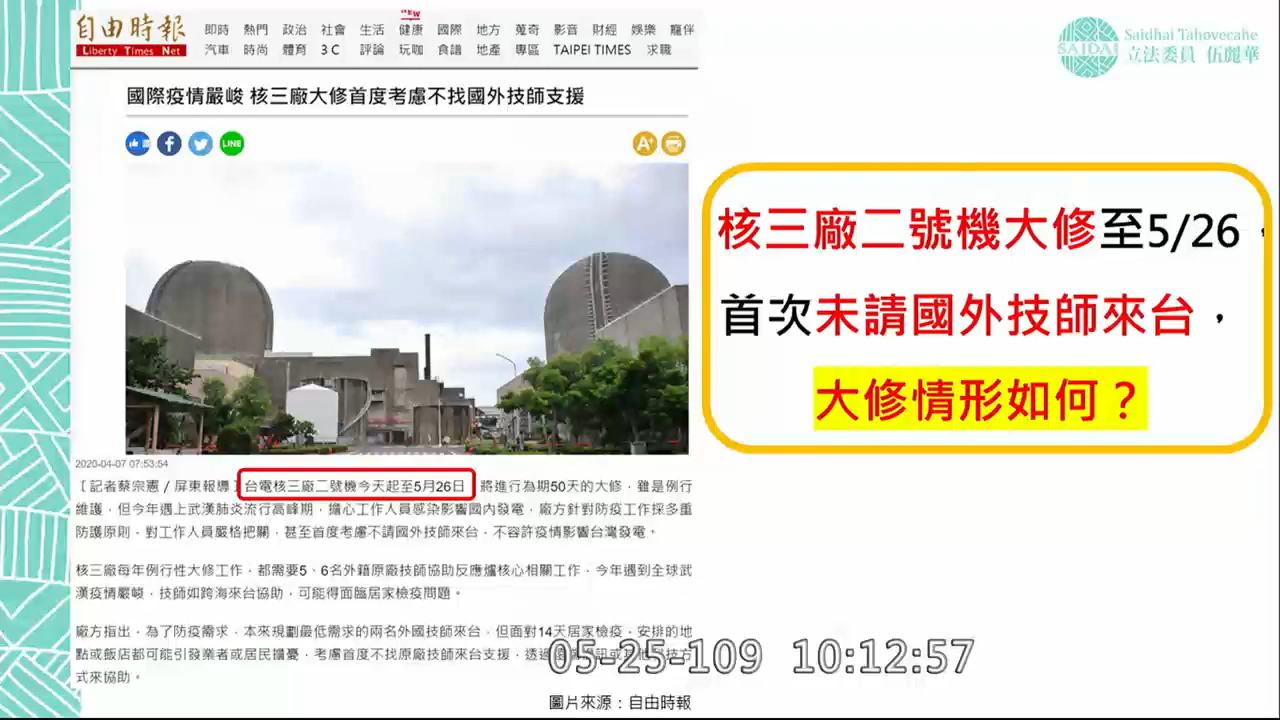 自由時報
Liberty Times Net
即時 熱門 政治 社會 生活 健康 國際 地方 蒐奇 影音 財經 娛樂 寵伴
汽車 時尚 體育 3C 評論 玩咖 食譜 地產 專區 TAIPEI TIMES 求職
SAIDAI
Saidhai Tahovecahe
立法委員 伍麗華
國際疫情嚴峻 核三廠大修首度考慮不找國外技師支援
LINE
A+
核三廠二號機大修至5/26，
首次未請國外技師來台，
大修情形如何？
2020-04-07 07:53:54
〔記者蔡宗憲／屏東報導〕台電核三廠二號機今天起至5月26日，將進行為期50天的大修，雖是例行
維護，但今年遇上武漢肺炎流行高峰期，擔心工作人員感染影響國內發電，廠方針對防疫工作採多重
防護原則，對工作人員嚴格把關，甚至首度考慮不請國外技師來台，不容許疫情影響台灣發電。
核三廠每年例行性大修工作，都需要5、6名外籍原廠技師協助反應爐核心相關工作，今年遇到全球武
漢疫情嚴峻，技師如跨海來台協助，可能得面臨居家檢疫問題。
廠方指出，為了防疫需求，本來規劃最低需求的兩名外國技師來台，但面對14天居家檢疫，安排的地
點或飯店都可能引發業者或居民擔憂，考慮首度不找原廠技師來台支援，透過
式來協助。
05-25-109 10:12:57
圖片來源：自由時報